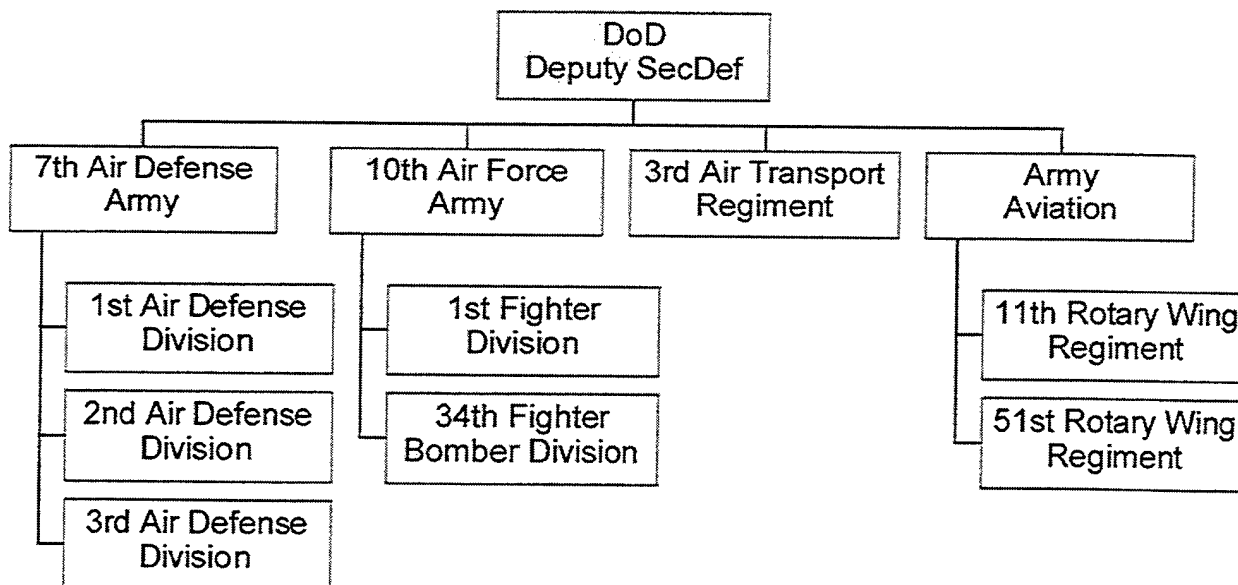 DoD
Deputy SecDef
7th Air Defense
Army
10th Air Force
Army
3rd Air Transport
Regiment
Army
Aviation
1st Air Defense
Division
2nd Air Defense
Division
3rd Air Defense
Division
1st Fighter
Division
34th Fighter
Bomber Division
11th Rotary Wing
Regiment
51st Rotary Wing
Regiment